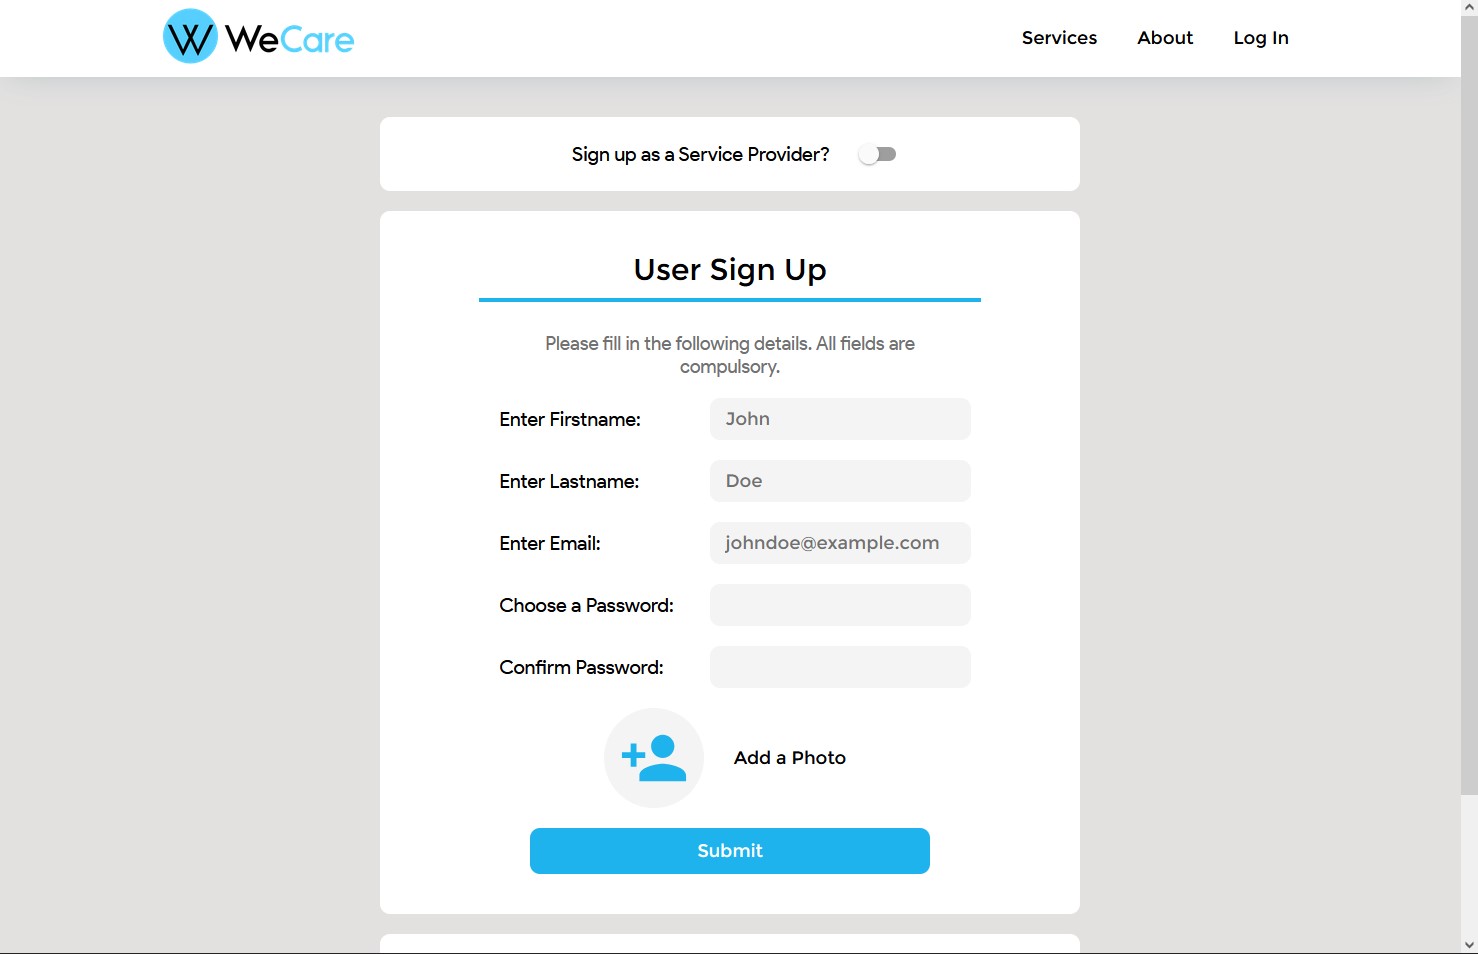 W WeCare
Services
About
Log In
Sign up as a Service Provider?
User Sign Up
Please fill in the following details. All fields are
compulsory.
Enter Firstname:
John
Enter Lastname:
Doe
Enter Email:
johndoe@example.com
Choose a Password:
Confirm Password:
Add a Photo
Submit